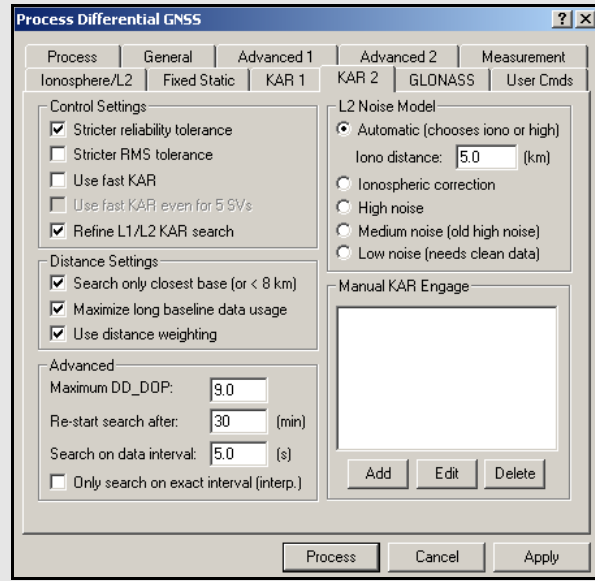 Process Differential GNSS
Process General Advanced 1 Advanced 2 Measurement
Ionosphere/L2 Fixed Static KAR 1 KAR 2 GLONASS User Cmds
Control Settings
Stricter reliability tolerance
Stricter RMS tolerance
Use fast KAR
Use fast KAR even for 5 SVs
Refine L1/L2 KAR search
Distance Settings
Search only closest base (or < 8 km)
Maximize long baseline data usage
Use distance weighting
Advanced
Maximum DD_DOP: 9.0
Re-start search after: 30 (min)
Search on data interval: 5.0 (s)
Only search on exact interval (interp.)
L2 Noise Model
Automatic (chooses iono or high)
Iono distance: 5.0 (km)
Ionospheric correction
High noise
Medium noise (old high noise)
Low noise (needs clean data)
Manual KAR Engage
Add Edit Delete
Process Cancel Apply